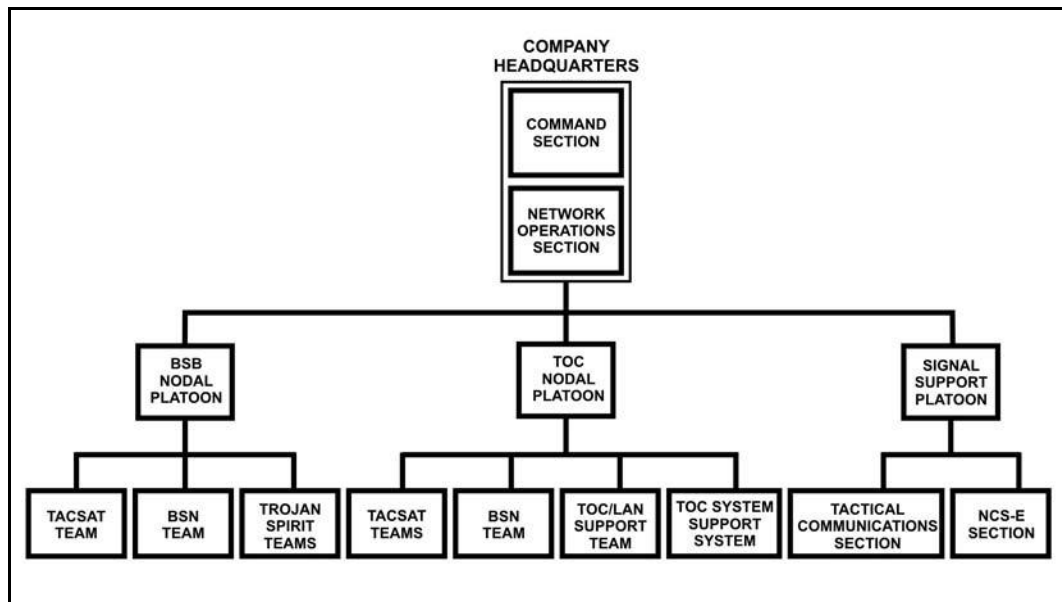 COMPANY
HEADQUARTERS
COMMAND
SECTION
NETWORK
OPERATIONS
SECTION
BSB
NODAL
PLATOON
TOC
NODAL
PLATOON
SIGNAL
SUPPORT
PLATOON
TACSAT
TEAM
BSN
TEAM
TROJAN
SPIRIT
TEAMS
TACSAT
TEAMS
BSN
TEAM
TOC/LAN
SUPPORT
TEAM
TOC SYSTEM
SUPPORT
SYSTEM
TACTICAL
COMMUNICATIONS
SECTION
NCS-E
SECTION